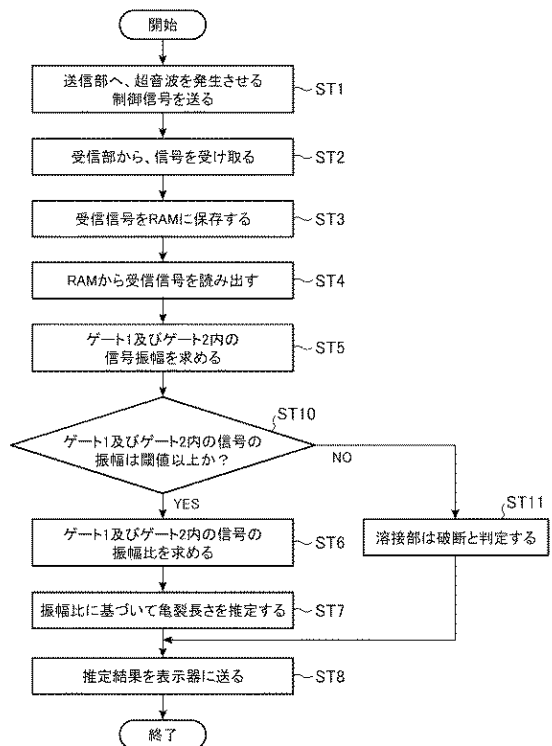 開始
送信部へ、超音波を発生させる
制御信号を送る
ST1
受信部から、信号を受け取る
ST2
受信信号をRAMに保存する
ST3
RAMから受信信号を読み出す
ST4
ゲート1及びゲート2内の
信号振幅を求める
ST5
ST10
ゲート1及びゲート2内の信号の
振幅は閾値以上か?
NO
YES
ST11
溶接部は破断と判定する
ゲート1及びゲート2内の信号の
振幅比を求める
ST6
振幅比に基づいて亀裂長さを推定する
ST7
推定結果を表示器に送る
ST8
終了